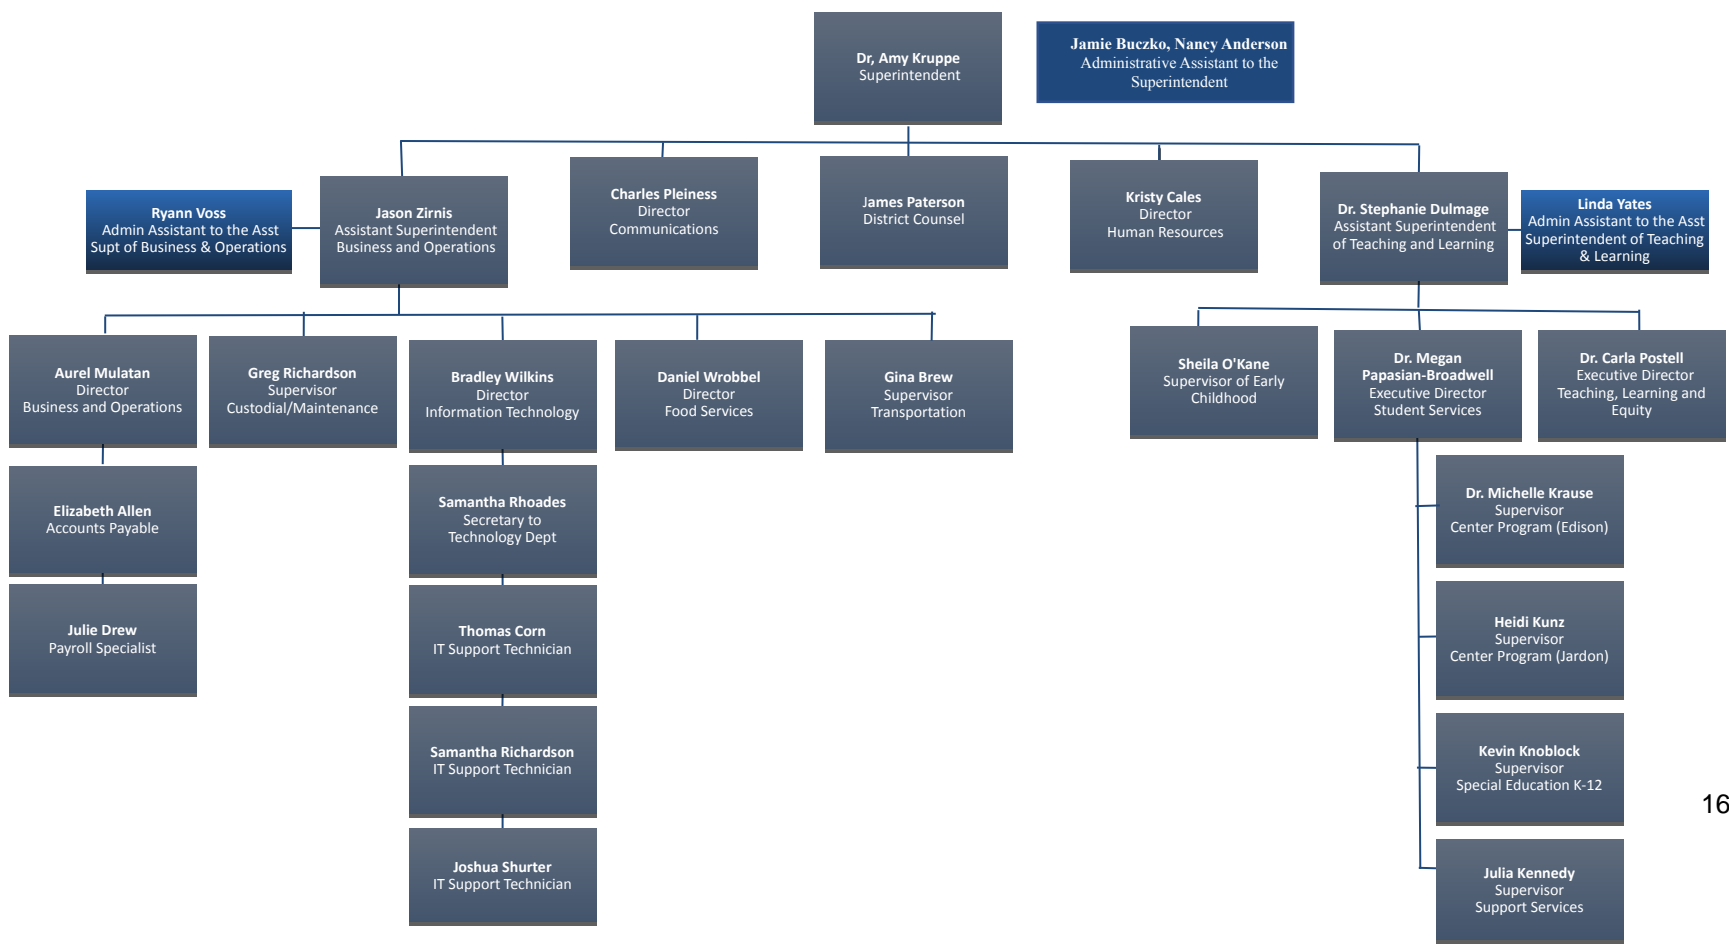 Dr, Amy Kruppe
Superintendent
Jamie Buczko, Nancy Anderson
Administrative Assistant to the
Superintendent
Ryann Voss
Admin Assistant to the Asst
Supt of Business & Operations
Jason Zirnis
Assistant Superintendent
Business and Operations
Charles Pleiness
Director
Communications
James Paterson
District Counsel
Kristy Cales
Director
Human Resources
Dr. Stephanie Dulmage
Assistant Superintendent
of Teaching and Learning
Linda Yates
Admin Assistant to the Asst
Superintendent of Teaching
& Learning
Aurel Mulatan
Director
Business and Operations
Greg Richardson
Supervisor
Custodial/Maintenance
Bradley Wilkins
Director
Information Technology
Daniel Wrobbel
Director
Food Services
Gina Brew
Supervisor
Transportation
Sheila O'Kane
Supervisor of Early
Childhood
Dr. Megan
Papasian-Broadwell
Executive Director
Student Services
Dr. Carla Postell
Executive Director
Teaching, Learning and
Equity
Elizabeth Allen
Accounts Payable
Samantha Rhoades
Secretary to
Technology Dept
Dr. Michelle Krause
Supervisor
Center Program (Edison)
Julie Drew
Payroll Specialist
Thomas Corn
IT Support Technician
Heidi Kunz
Supervisor
Center Program (Jardon)
Samantha Richardson
IT Support Technician
Kevin Knoblock
Supervisor
Special Education K-12
16
Joshua Shurter
IT Support Technician
Julia Kennedy
Supervisor
Support Services